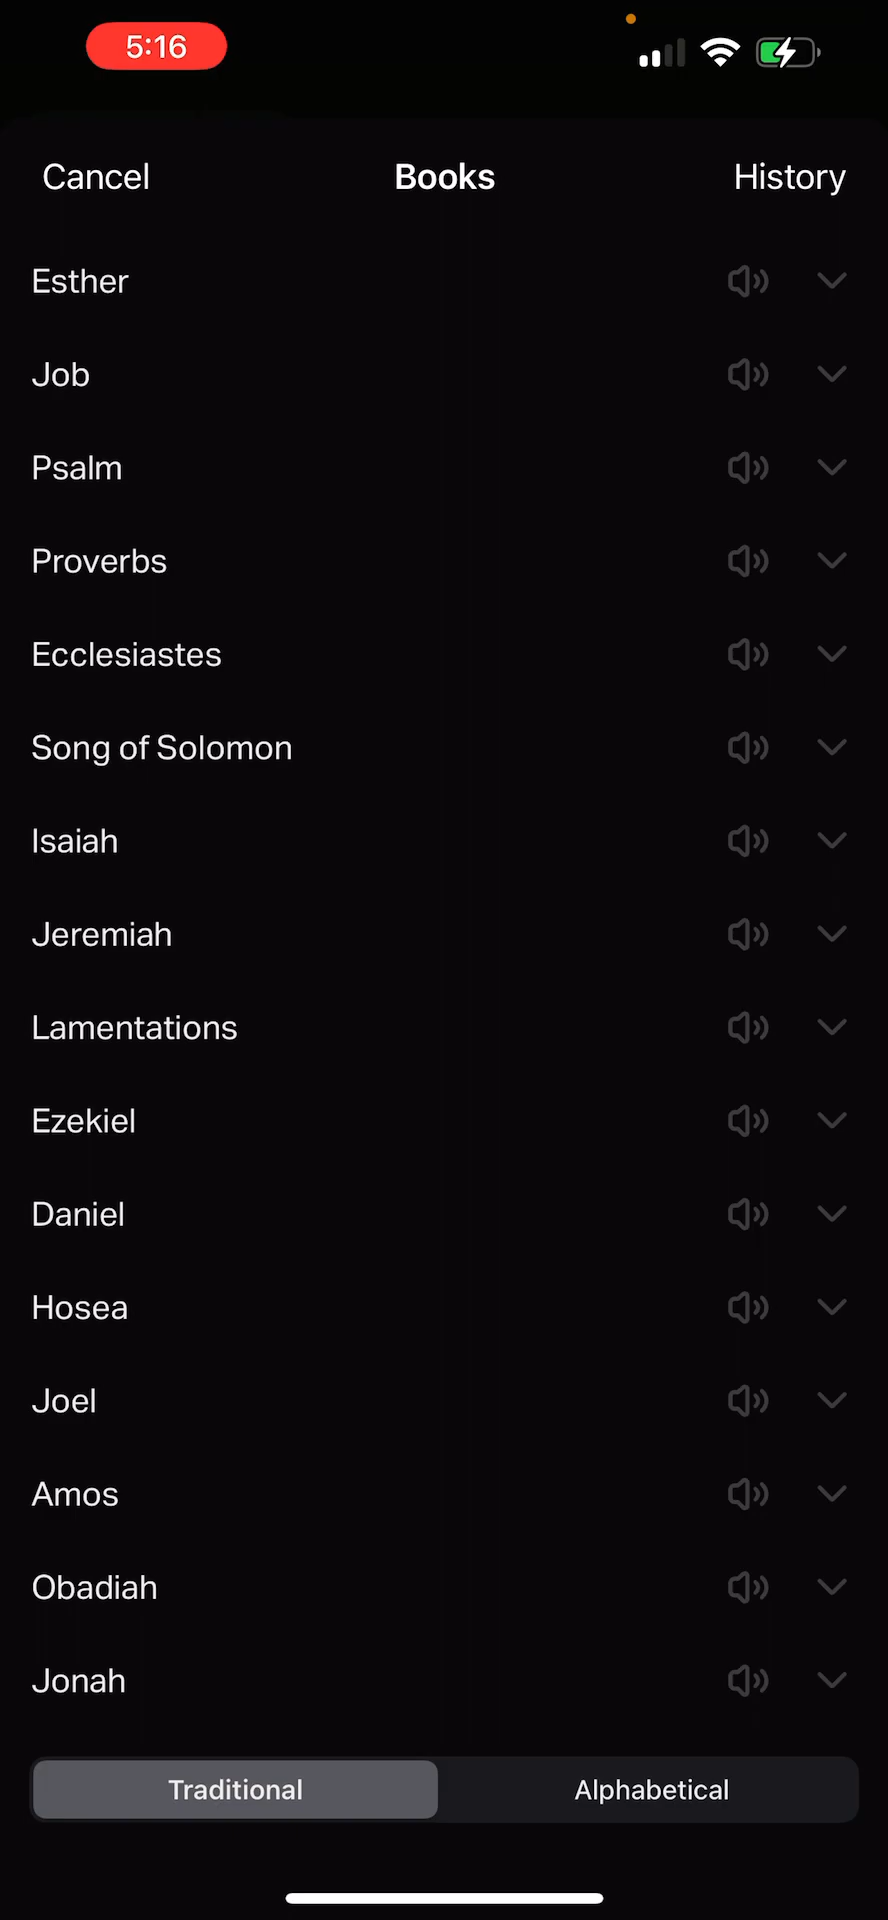 5:16
Cancel Books History
Esther
Job
Psalm
Proverbs
Ecclesiastes
Song of Solomon
Isaiah
Jeremiah
Lamentations
Ezekiel
Daniel
Hosea
Joel
Amos
Obadiah
Jonah
Traditional Alphabetical